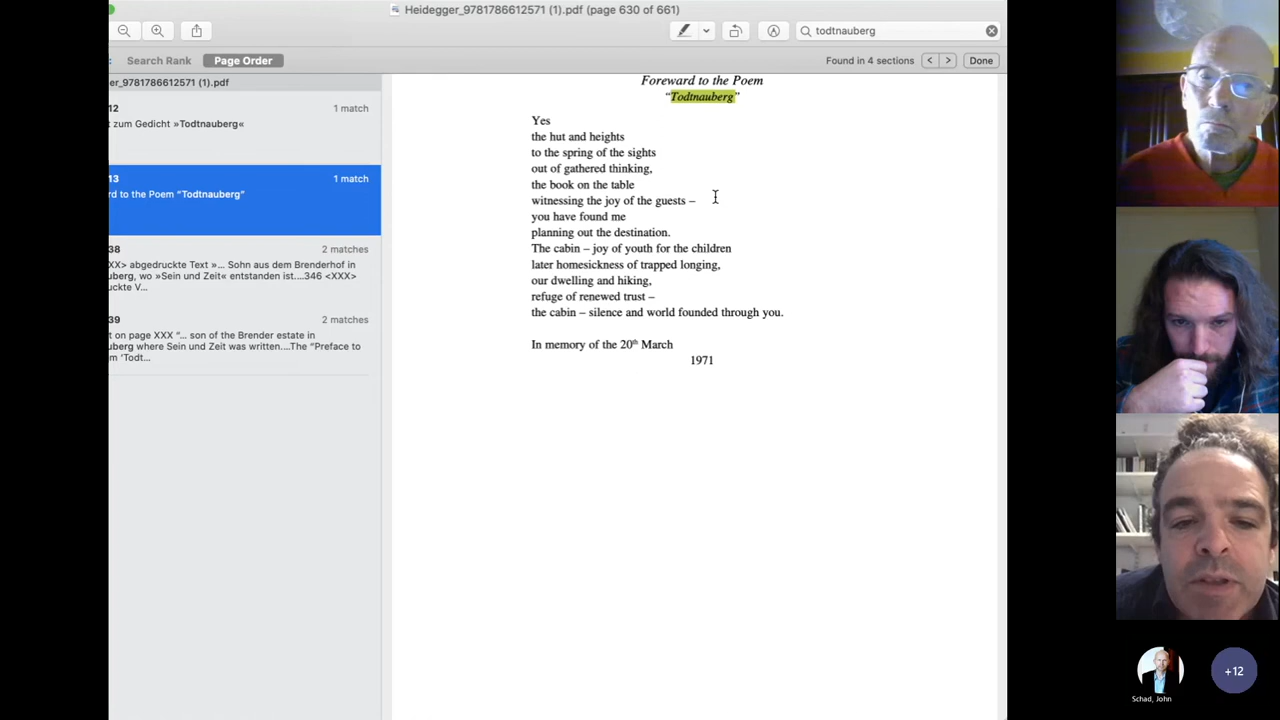 Heidegger_9781786612571 (1).pdf (page 630 of 661)
todtnauberg
Search Rank
Page Order
Found in 4 sections
Done
er_9781786612571 (1).pdf
12
1 match
t zum Gedicht »Todtnauberg«
13
1 match
rd to the Poem “Todtnauberg”
38
2 matches
XX> abgedruckte Text »... Sohn aus dem Brenderhof in
uberg, wo »Sein und Zeit« entstanden ist....346 <XXX>
druckte V...
39
2 matches
t on page XXX “... son of the Brender estate in
uberg where Sein und Zeit was written....The “Preface to
m ‘Todt...
Foreward to the Poem
“Todtnauberg”
Yes
the hut and heights
to the spring of the sights
out of gathered thinking,
the book on the table
witnessing the joy of the guests –
you have found me
planning out the destination.
The cabin – joy of youth for the children
later homesickness of trapped longing,
our dwelling and hiking,
refuge of renewed trust –
the cabin – silence and world founded through you.
In memory of the 20th March
1971
Schad, John
+12